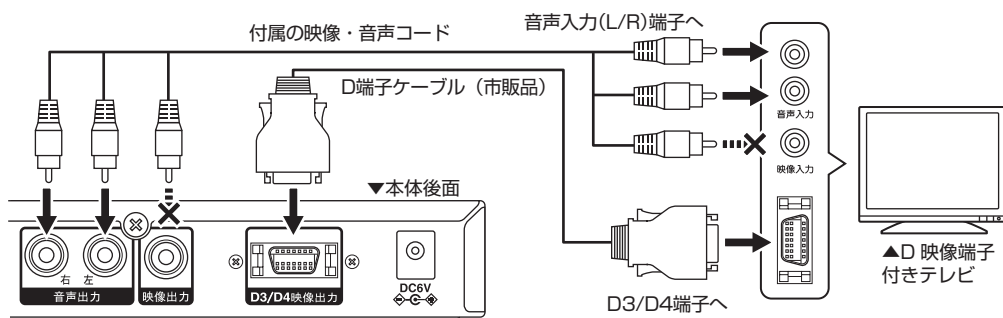 付属の映像・音声コード
音声入力(L/R)端子へ
D端子ケーブル（市販品）
音声入力
映像入力
▼本体後面
右 左
音声出力
映像出力
D3/D4映像出力
DC6V
D3/D4端子へ
▲D 映像端子
付きテレビ